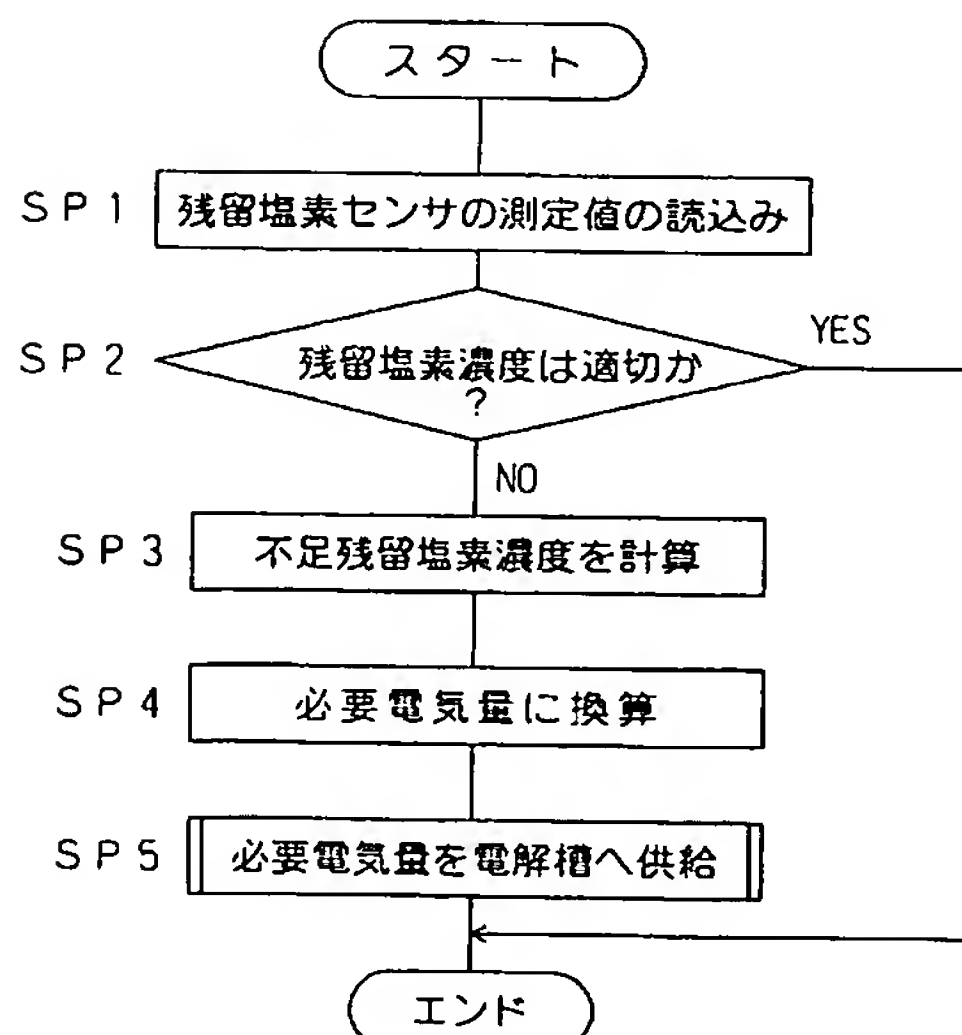 スタート
SP1 残留塩素センサの測定値の読込み
YES
SP2 残留塩素濃度は適切か
?
NO
SP3 不足残留塩素濃度を計算
SP4 必要電気量に換算
SP5 必要電気量を電解槽へ供給
エンド